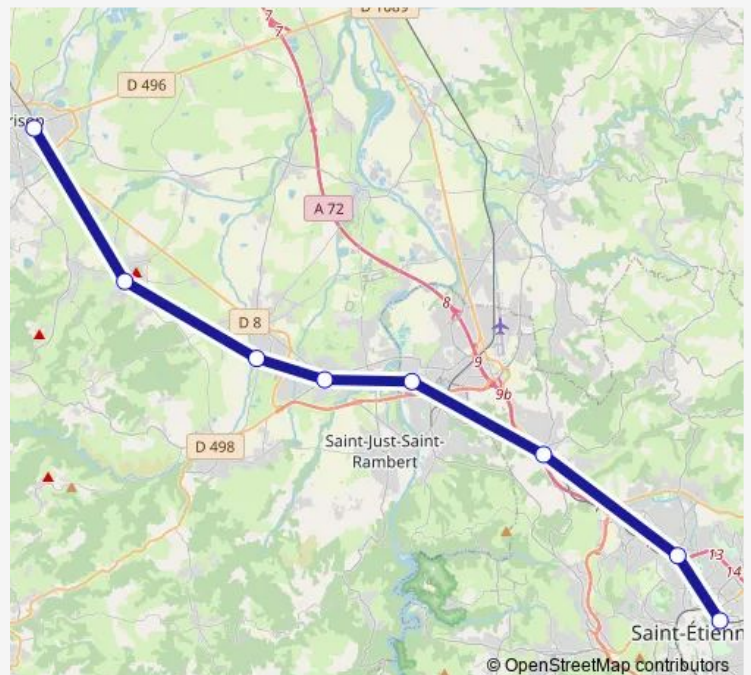 D 1089
7
7
D 496
rison
A 72
8
D 8
9
9b
D 498
Saint-Just-Saint-
Rambert
13
14
Saint-Étienn
© OpenStreetMap contributors